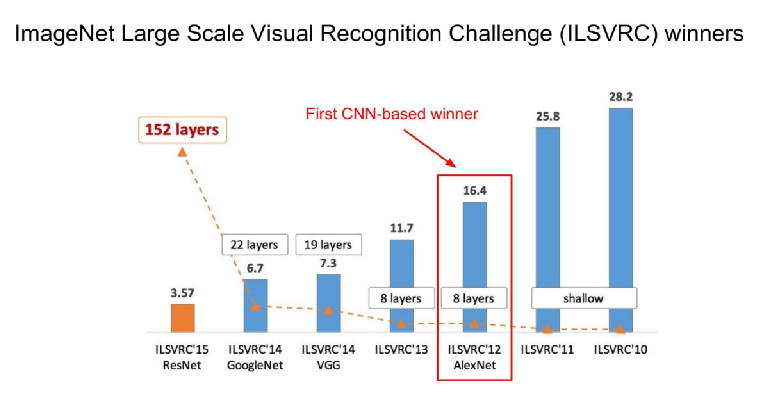 ImageNet Large Scale Visual Recognition Challenge (ILSVRC) winners
28.2
25.8
First CNN-based winner
152 layers
16.4
11.7
22 layers
19 layers
6.7
7.3
3.57
8 layers
8 layers
shallow
ILSVRC'15
ResNet
ILSVRC'14
GoogleNet
ILSVRC'14
VGG
ILSVRC'13
ILSVRC'12
AlexNet
ILSVRC'11
ILSVRC'10